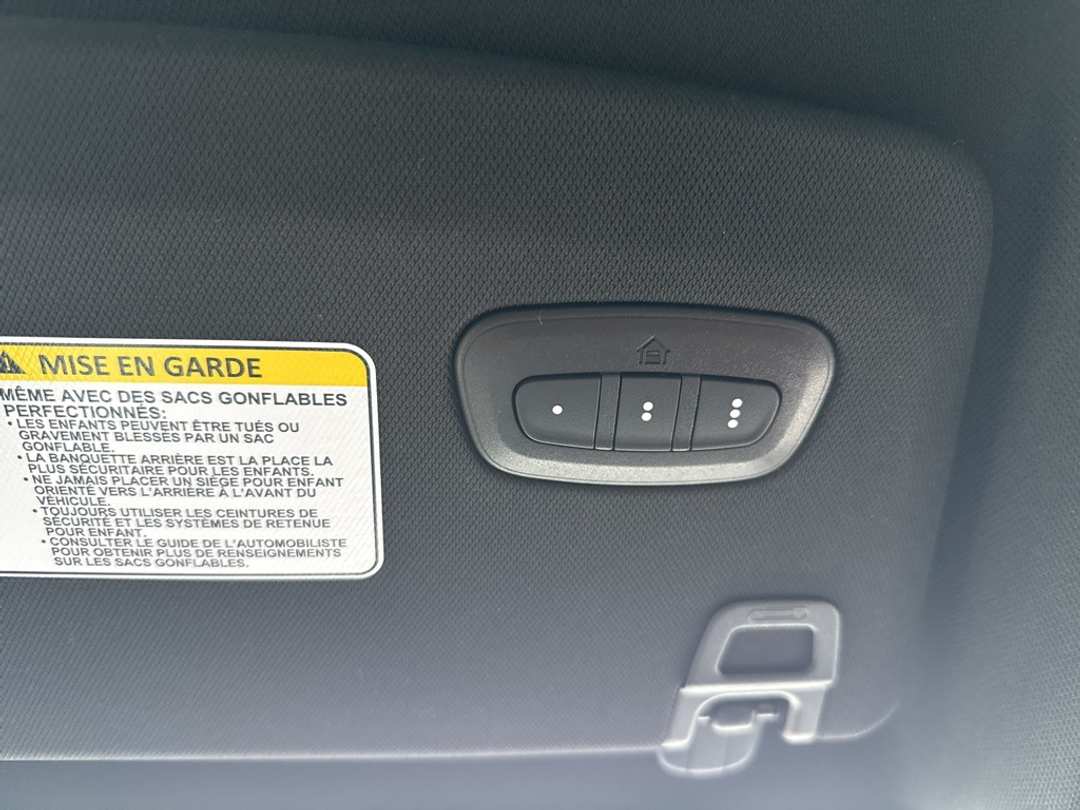 MISE EN GARDE
MÊME AVEC DES SACS GONFLABLES
PERFECTIONNÉS:
• LES ENFANTS PEUVENT ÊTRE TUÉS OU
GRAVEMENT BLESSÉS PAR UN SAC
GONFLABLE.
• LA BANQUETTE ARRIÈRE EST LA PLACE LA
PLUS SÉCURITAIRE POUR LES ENFANTS.
• NE JAMAIS PLACER UN SIÈGE POUR ENFANT
ORIENTÉ VERS L'ARRIÈRE À L'AVANT DU
VÉHICULE.
• TOUJOURS UTILISER LES CEINTURES DE
SÉCURITÉ ET LES SYSTÈMES DE RETENUE
POUR ENFANT.
• CONSULTER LE GUIDE DE L'AUTOMOBILISTE
POUR OBTENIR PLUS DE RENSEIGNEMENTS
SUR LES SACS GONFLABLES.